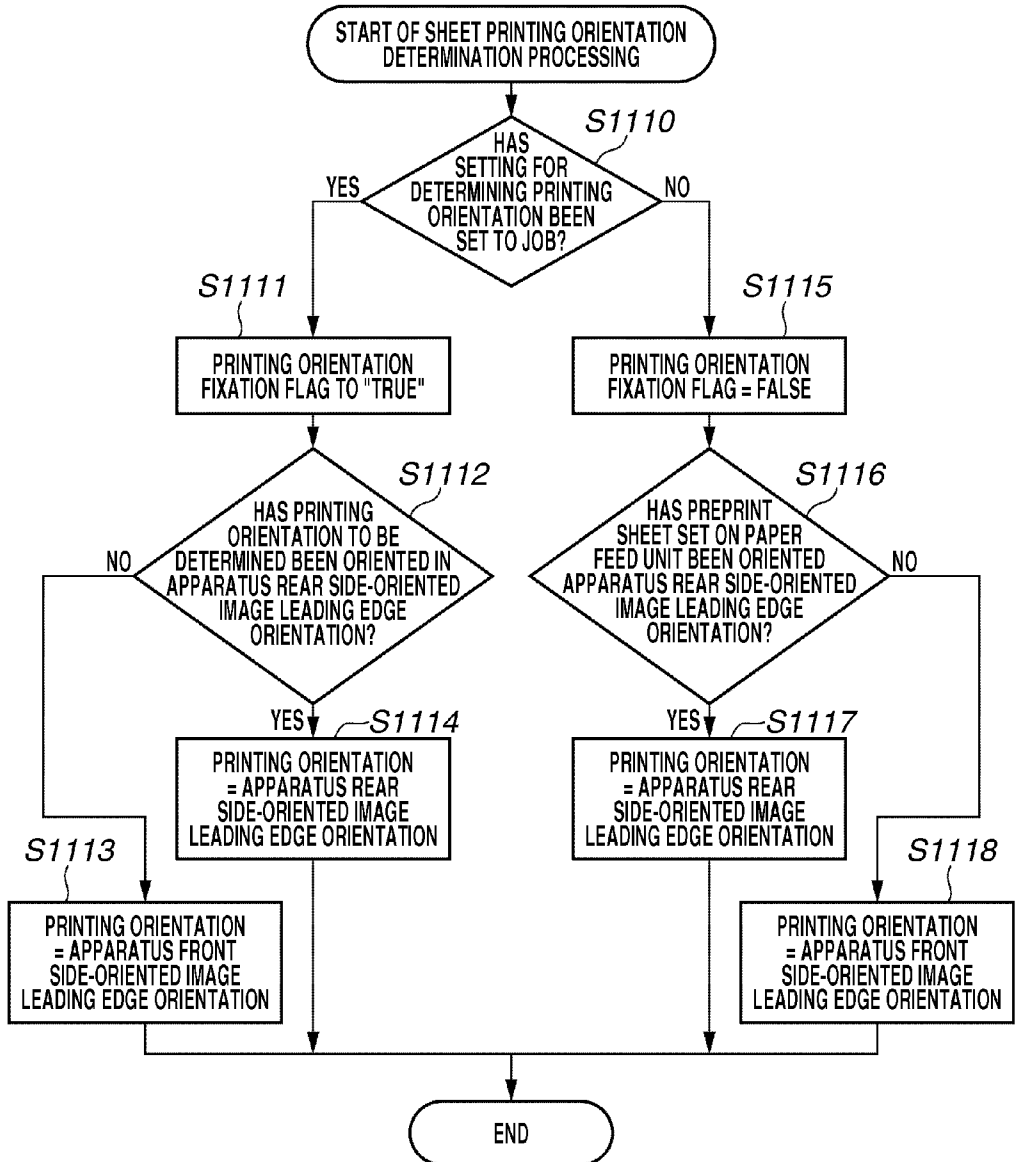 START OF SHEET PRINTING ORIENTATION
DETERMINATION PROCESSING
S1110
HAS
SETTING FOR
DETERMINING PRINTING
ORIENTATION BEEN
SET TO JOB?
YES
NO
S1111
PRINTING ORIENTATION
FIXATION FLAG TO "TRUE"
S1115
PRINTING ORIENTATION
FIXATION FLAG = FALSE
S1112
HAS PRINTING
ORIENTATION TO BE
DETERMINED BEEN ORIENTED IN
APPARATUS REAR SIDE-ORIENTED
IMAGE LEADING EDGE
ORIENTATION?
NO
S1116
HAS PREPRINT
SHEET SET ON PAPER
FEED UNIT BEEN ORIENTED
APPARATUS REAR SIDE-ORIENTED
IMAGE LEADING EDGE
ORIENTATION?
NO
YES
S1114
PRINTING ORIENTATION
= APPARATUS REAR
SIDE-ORIENTED IMAGE
LEADING EDGE ORIENTATION
YES
S1117
PRINTING ORIENTATION
= APPARATUS REAR
SIDE-ORIENTED IMAGE
LEADING EDGE ORIENTATION
S1113
PRINTING ORIENTATION
= APPARATUS FRONT
SIDE-ORIENTED IMAGE
LEADING EDGE ORIENTATION
S1118
PRINTING ORIENTATION
= APPARATUS FRONT
SIDE-ORIENTED IMAGE
LEADING EDGE ORIENTATION
END